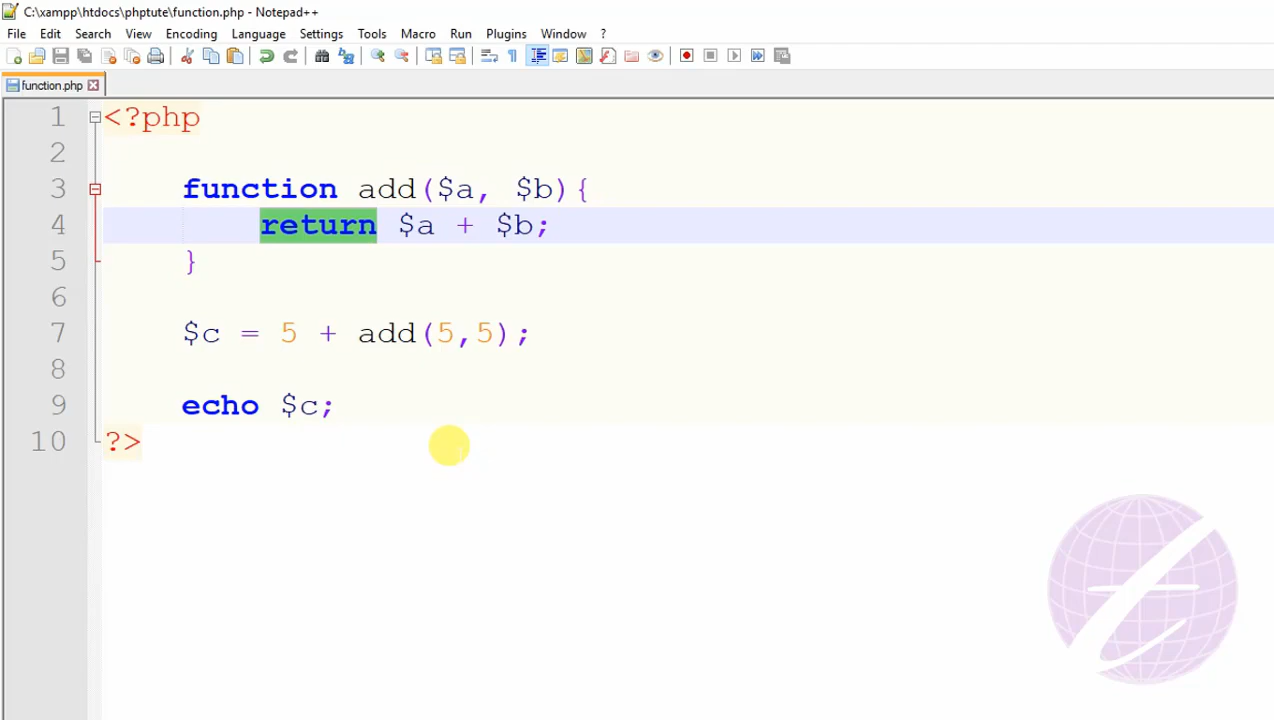 C:\xampp\htdocs\phptute\function.php - Notepad++
File Edit Search View Encoding Language Settings Tools Macro Run Plugins Window ?
function.php
1 <?php
2
3 function add($a, $b){
4 return $a + $b;
5 }
6
7 $c = 5 + add(5,5);
8
9 echo $c;
10 ?>